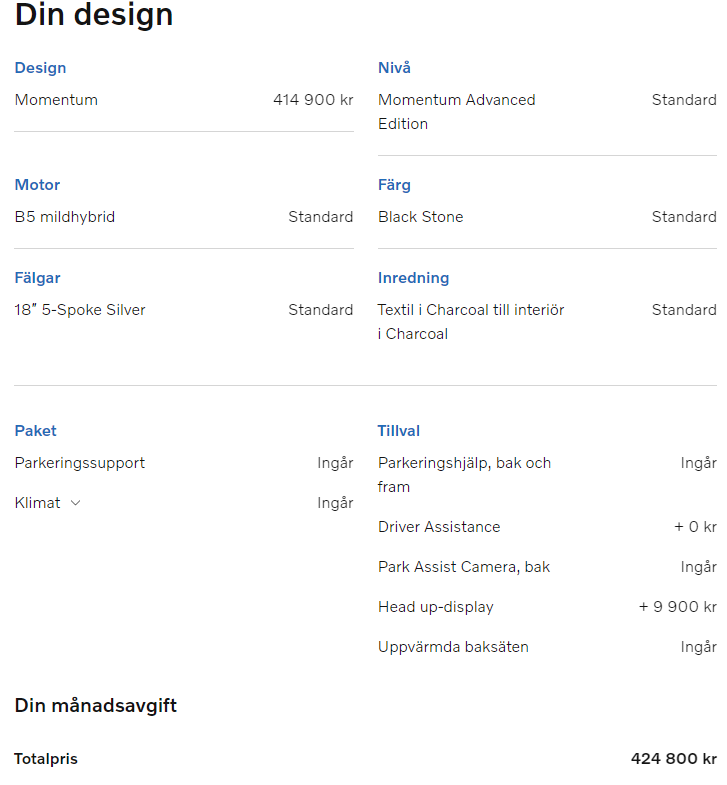 Din design
Design
Momentum 414 900 kr
Nivå
Momentum Advanced Standard
Edition
Motor
B5 mildhybrid Standard
Färg
Black Stone Standard
Fälgar
18″ 5-Spoke Silver Standard
Inredning
Textil i Charcoal till interiör Standard
i Charcoal
Paket
Parkeringssupport Ingår
Klimat Ingår
Tillval
Parkeringshjälp, bak och Ingår
fram
Driver Assistance + 0 kr
Park Assist Camera, bak Ingår
Head up-display + 9 900 kr
Uppvärmda baksäten Ingår
Din månadsavgift
Totalpris 424 800 kr